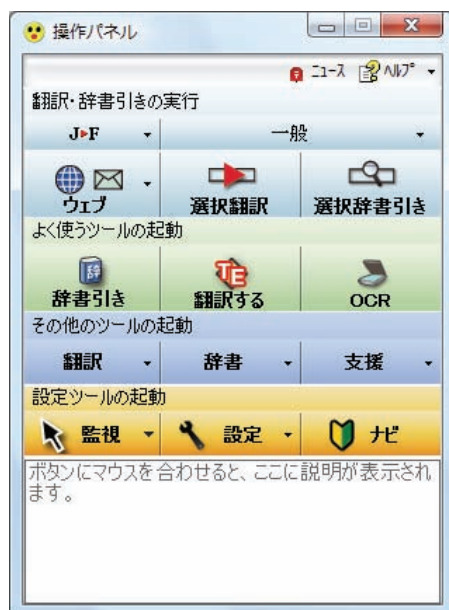 操作パネル
ニュース ヘルプ
翻訳・辞書引きの実行
J▶F 一般
ウェブ 選択翻訳 選択辞書引き
よく使うツールの起動
辞
TE
辞書引き 翻訳する OCR
その他のツールの起動
翻訳 辞書 支援
設定ツールの起動
監視 設定 ナビ
ボタンにマウスを合わせると、ここに説明が表示され
ます。